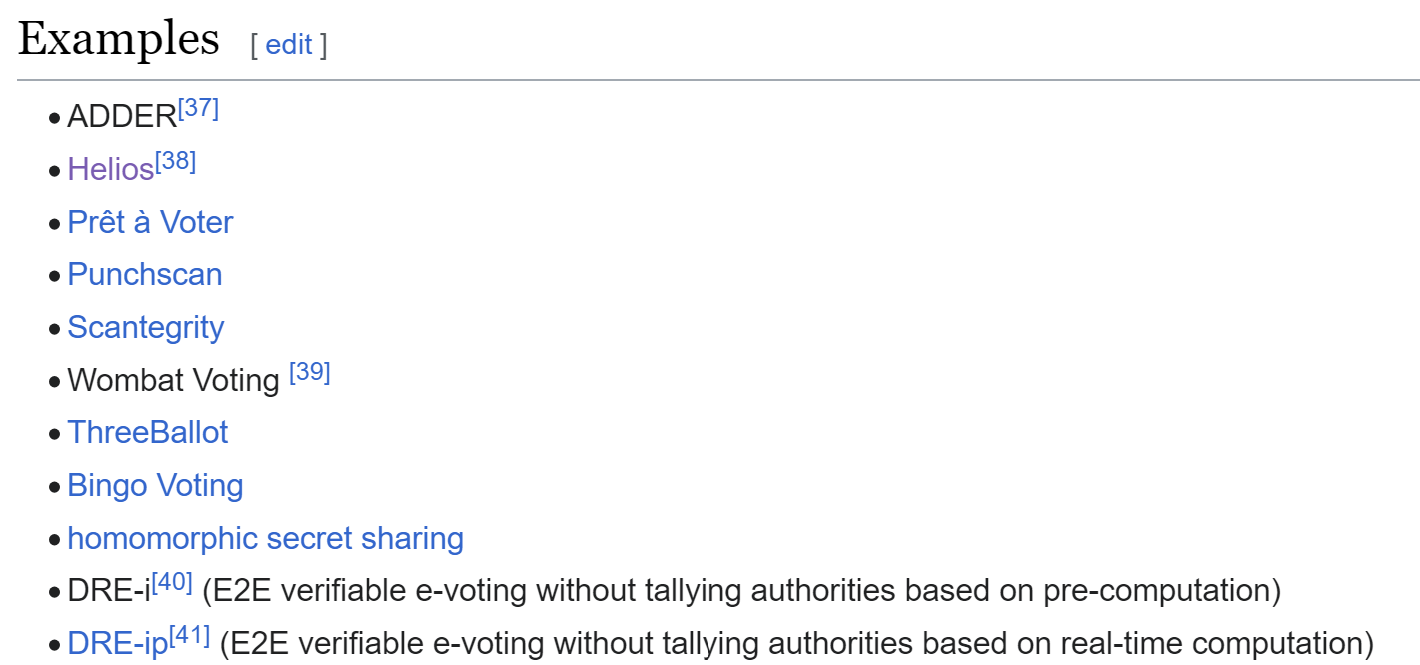 Examples [ edit ]
• ADDER[37]
• Helios[38]
• Prêt à Voter
• Punchscan
• Scantegrity
• Wombat Voting [39]
• ThreeBallot
• Bingo Voting
• homomorphic secret sharing
• DRE-i[40] (E2E verifiable e-voting without tallying authorities based on pre-computation)
• DRE-ip[41] (E2E verifiable e-voting without tallying authorities based on real-time computation)